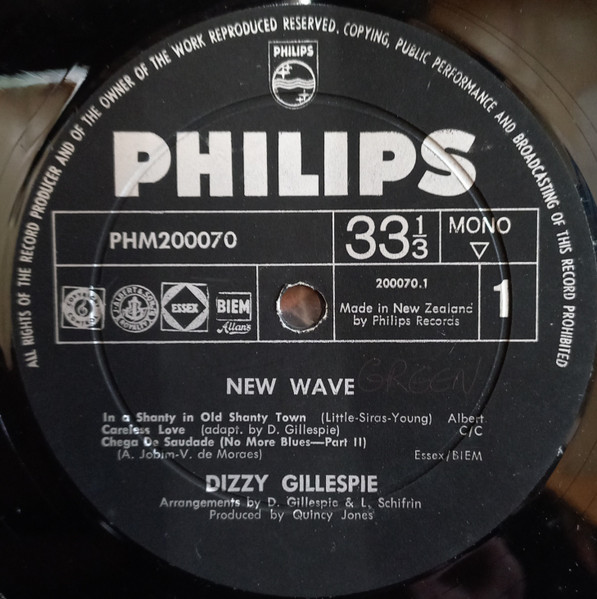 ALL RIGHTS OF THE RECORD PRODUCER AND OF THE OWNER OF THE WORK REPRODUCED RESERVED. COPYING, PUBLIC PERFORMANCE AND BROADCASTING OF THIS RECORD PROHIBITED
PHILIPS
PHILIPS
PHM200070
33 1/3
MONO
200070.1
Made in New Zealand
by Philips Records
1
ESSEX
BIEM
Allan's
NEW WAVE
GREEN
In a Shanty in Old Shanty Town (Little-Siras-Young) Albert
Careless Love (adapt. by D. Gillespie) C/C
Chega De Saudade (No More Blues—Part II)
(A. Jobim-V. de Moraes) Essex/BIEM
DIZZY GILLESPIE
Arrangements by D. Gillespie & L. Schifrin
Produced by Quincy Jones